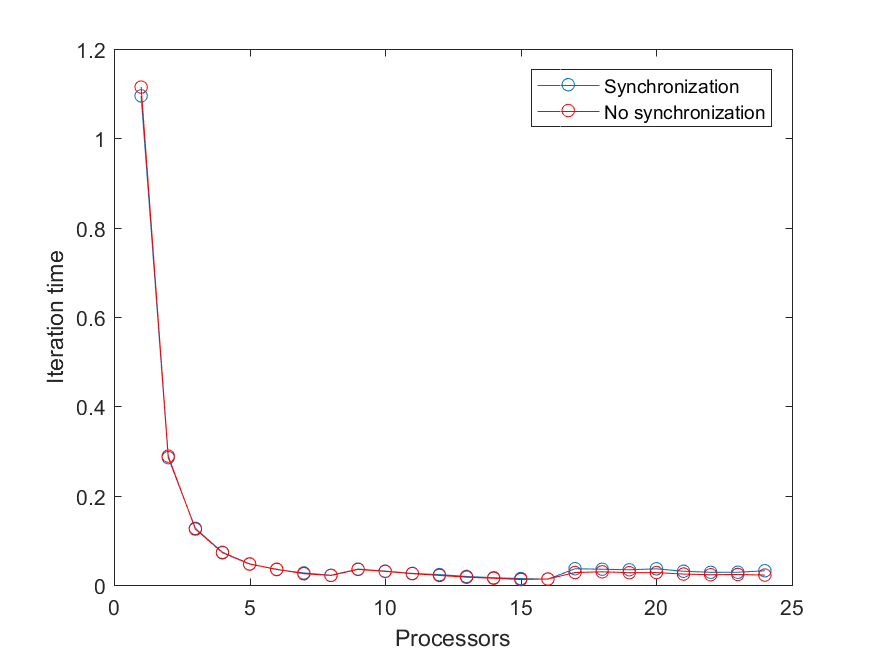 1.2
1
0.8
0.6
0.4
0.2
0
Iteration time
Synchronization
No synchronization
0 5 10 15 20 25
Processors